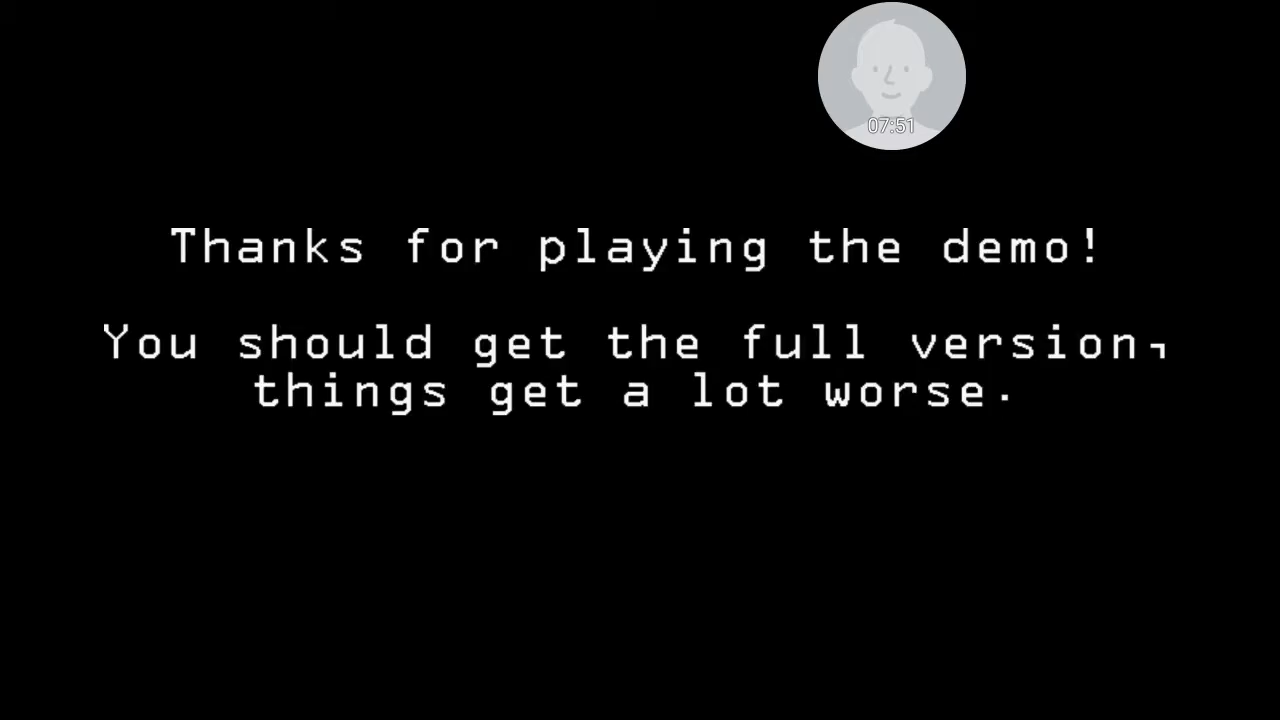 07:51
Thanks for playing the demo!
You should get the full version,
things get a lot worse.